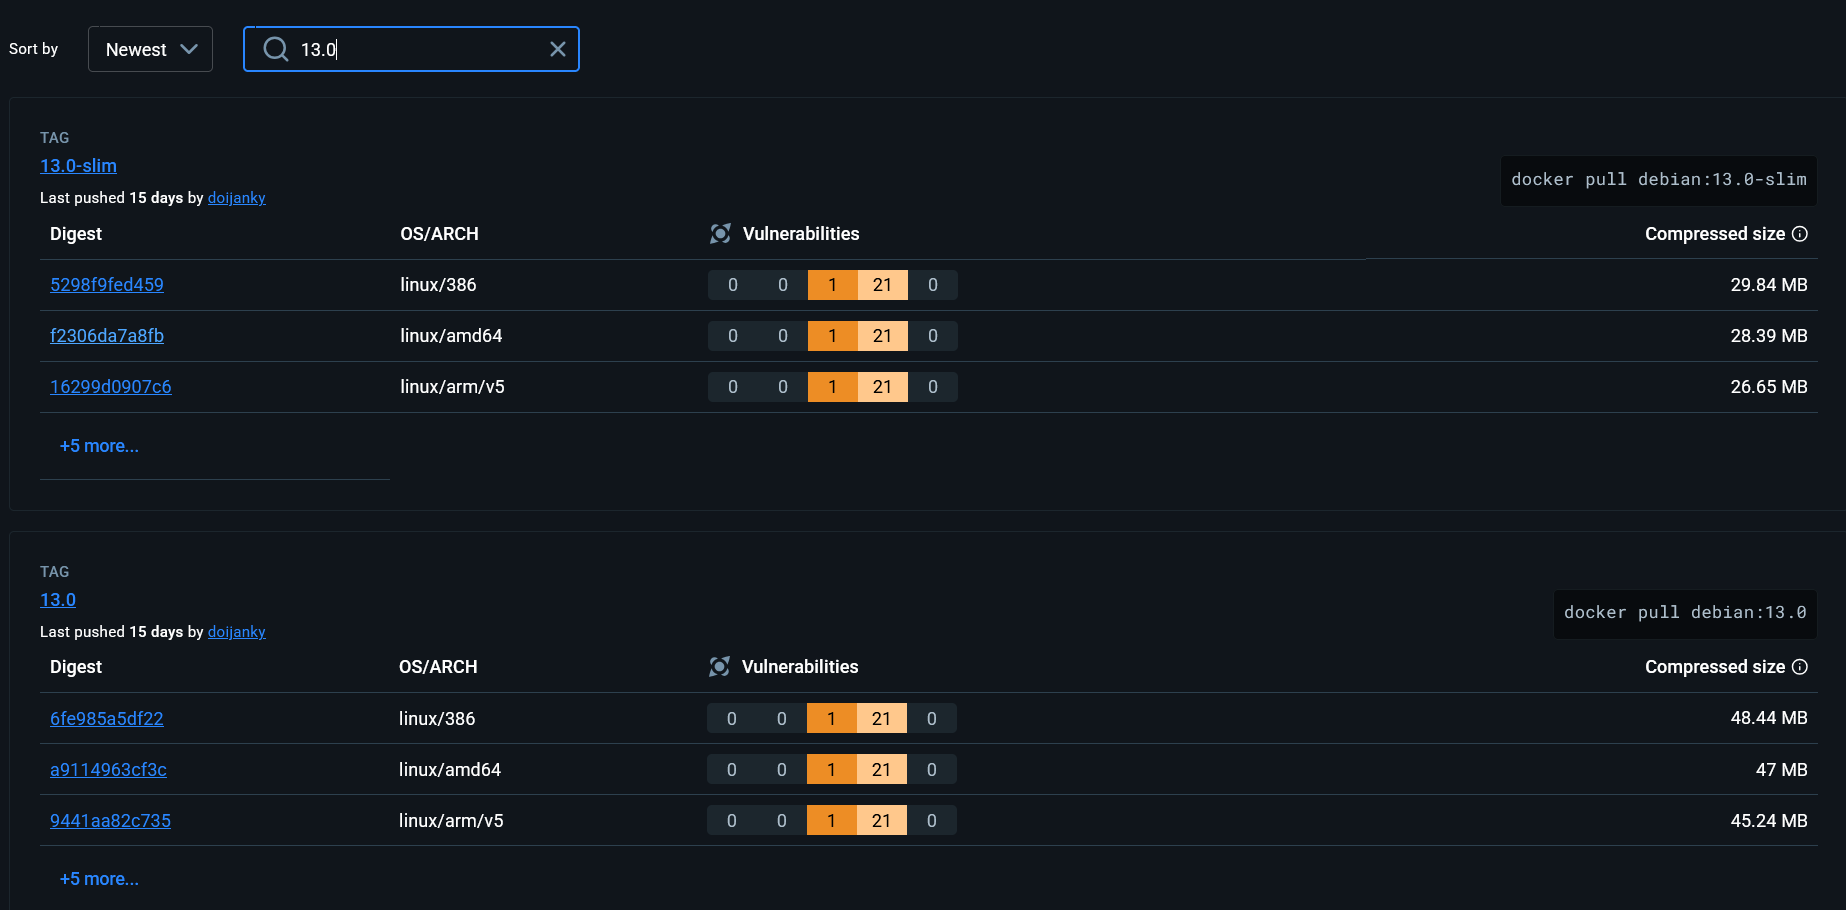 Sort by Newest 13.0
TAG
13.0-slim
Last pushed 15 days by doijanky
docker pull debian:13.0-slim
Digest OS/ARCH Vulnerabilities Compressed size
5298f9fed459 linux/386 0 0 1 21 0 29.84 MB
f2306da7a8fb linux/amd64 0 0 1 21 0 28.39 MB
16299d0907c6 linux/arm/v5 0 0 1 21 0 26.65 MB
+5 more...
TAG
13.0
Last pushed 15 days by doijanky
docker pull debian:13.0
Digest OS/ARCH Vulnerabilities Compressed size
6fe985a5df22 linux/386 0 0 1 21 0 48.44 MB
a9114963cf3c linux/amd64 0 0 1 21 0 47 MB
9441aa82c735 linux/arm/v5 0 0 1 21 0 45.24 MB
+5 more...